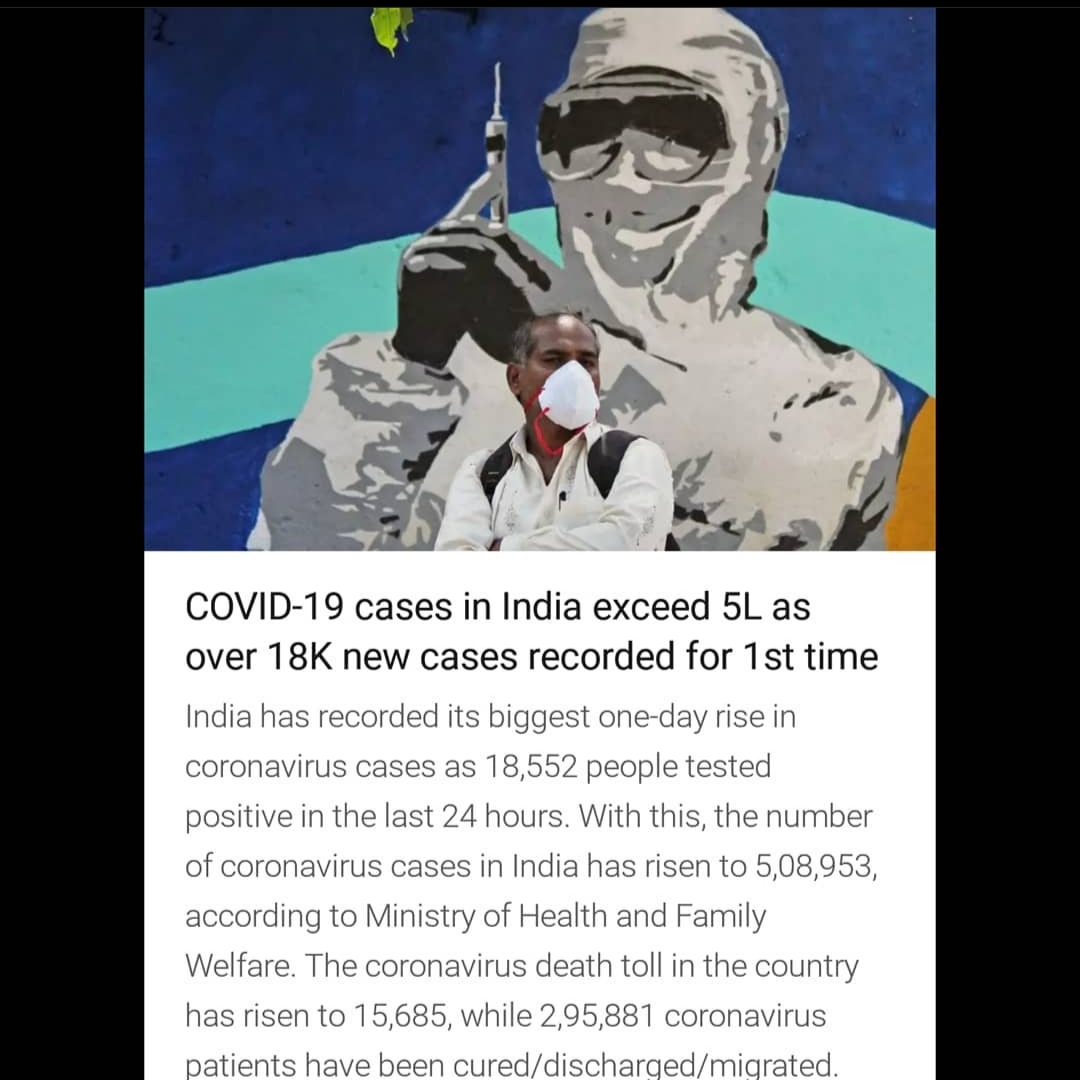 COVID-19 cases in India exceed 5L as
over 18K new cases recorded for 1st time
India has recorded its biggest one-day rise in
coronavirus cases as 18,552 people tested
positive in the last 24 hours. With this, the number
of coronavirus cases in India has risen to 5,08,953,
according to Ministry of Health and Family
Welfare. The coronavirus death toll in the country
has risen to 15,685, while 2,95,881 coronavirus
patients have been cured/discharged/migrated.